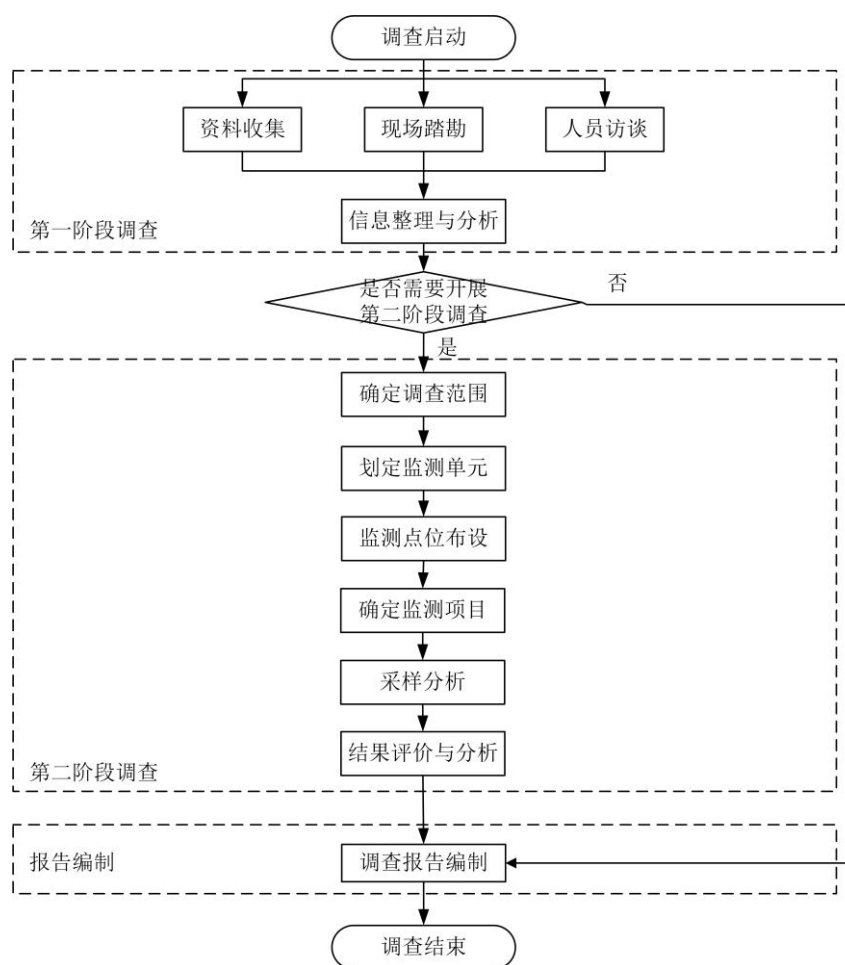 调查启动
资料收集
现场踏勘
人员访谈
信息整理与分析
第一阶段调查
是否需要开展
第二阶段调查
否
是
确定调查范围
划定监测单元
监测点位布设
确定监测项目
采样分析
结果评价与分析
第二阶段调查
报告编制
调查报告编制
调查结束